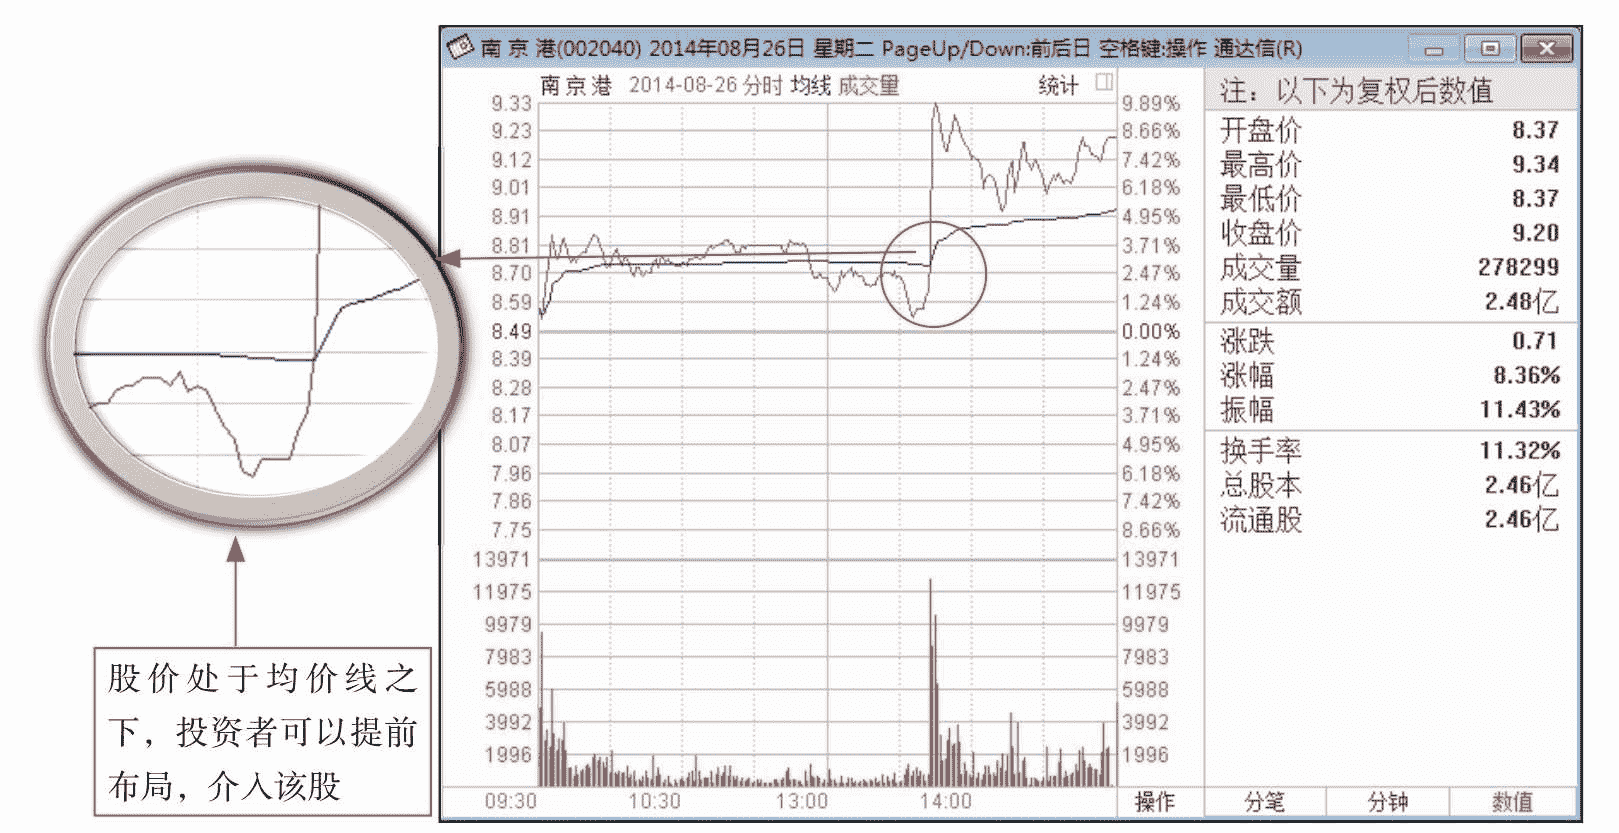 南 京 港(002040) 2014年08月26日 星期二 PageUp/Down:前后日 空格键:操作 通达信(R)
南 京 港 2014-08-26 分时 均线 成交量 统计
9.33 9.89%
9.23 8.66%
9.12 7.42%
9.01 6.18%
8.91 4.95%
8.81 3.71%
8.70 2.47%
8.59 1.24%
8.49 0.00%
8.39 1.24%
8.28 2.47%
8.17 3.71%
8.07 4.95%
7.96 6.18%
7.86 7.42%
7.75 8.66%
13971 13971
11975 11975
9979 9979
7983 7983
5988 5988
3992 3992
1996 1996
09:30 10:30 13:00 14:00 操作
注：以下为复权后数值
开盘价 8.37
最高价 9.34
最低价 8.37
收盘价 9.20
成交量 278299
成交额 2.48亿
涨跌 0.71
涨幅 8.36%
振幅 11.43%
换手率 11.32%
总股本 2.46亿
流通股 2.46亿
分笔 分钟 数值
股价处于均价线之
下，投资者可以提前
布局，介入该股